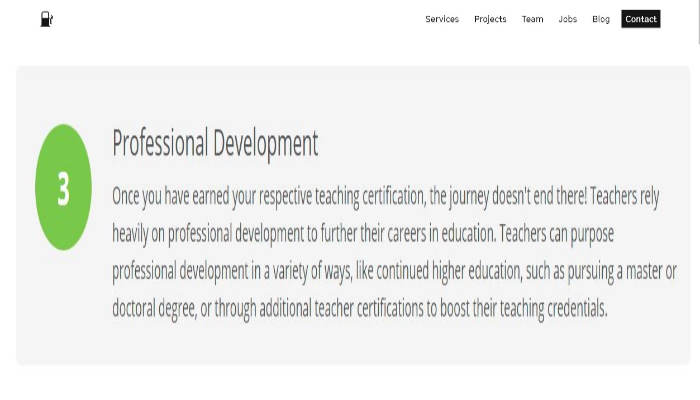 Services Projects Team Jobs Blog Contact
3
Professional Development
Once you have earned your respective teaching certification, the journey doesn't end there! Teachers rely
heavily on professional development to further their careers in education. Teachers can purpose
professional development in a variety of ways, like continued higher education, such as pursuing a master or
doctoral degree, or through additional teacher certifications to boost their teaching credentials.